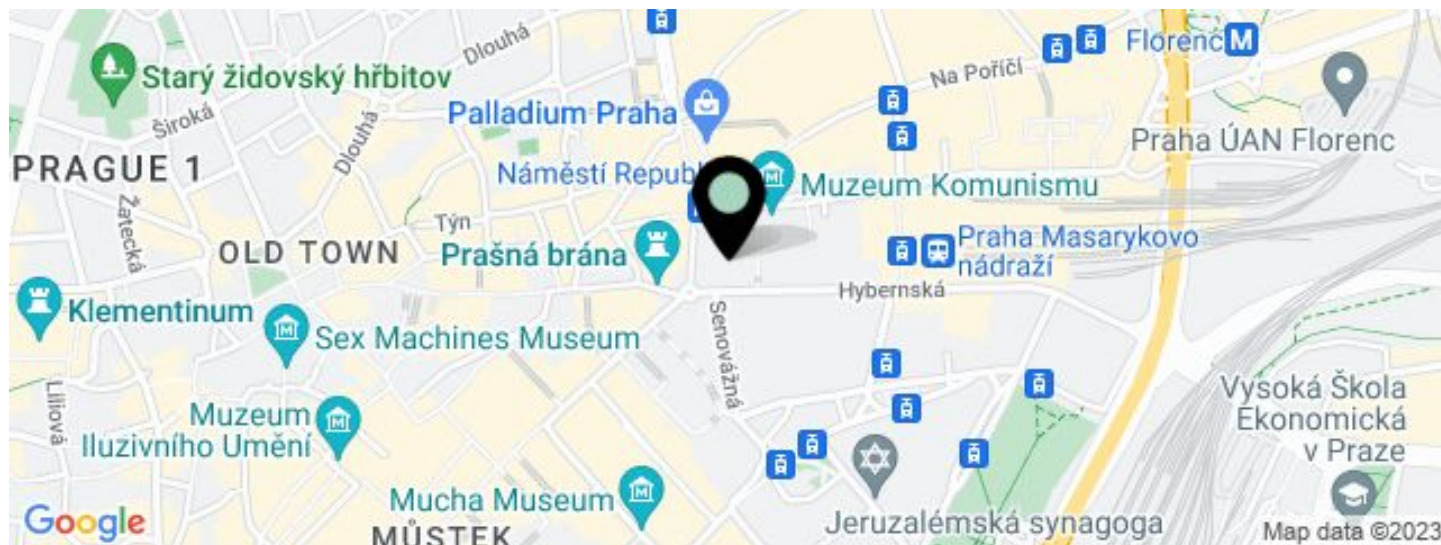 Dlouhá
Florenc M
Starý židovský hřbitov
Na Poříčí
Široká
Palladium Praha
Praha ÚAN Florenc
Dlouhá
PRAGUE 1
Náměstí Republ
Muzeum Komunismu
Žatecká
Týn
OLD TOWN
Prašná brána
Praha Masarykovo
nádraží
Hybernská
Klementinum
Senovážná
Sex Machines Museum
Liliová
Muzeum
Iluzivního Umění
Vysoká Škola
Ekonomická
v Praze
Mucha Museum
Jeruzalémská synagoga
MŮSTEK
Google
Map data ©2023